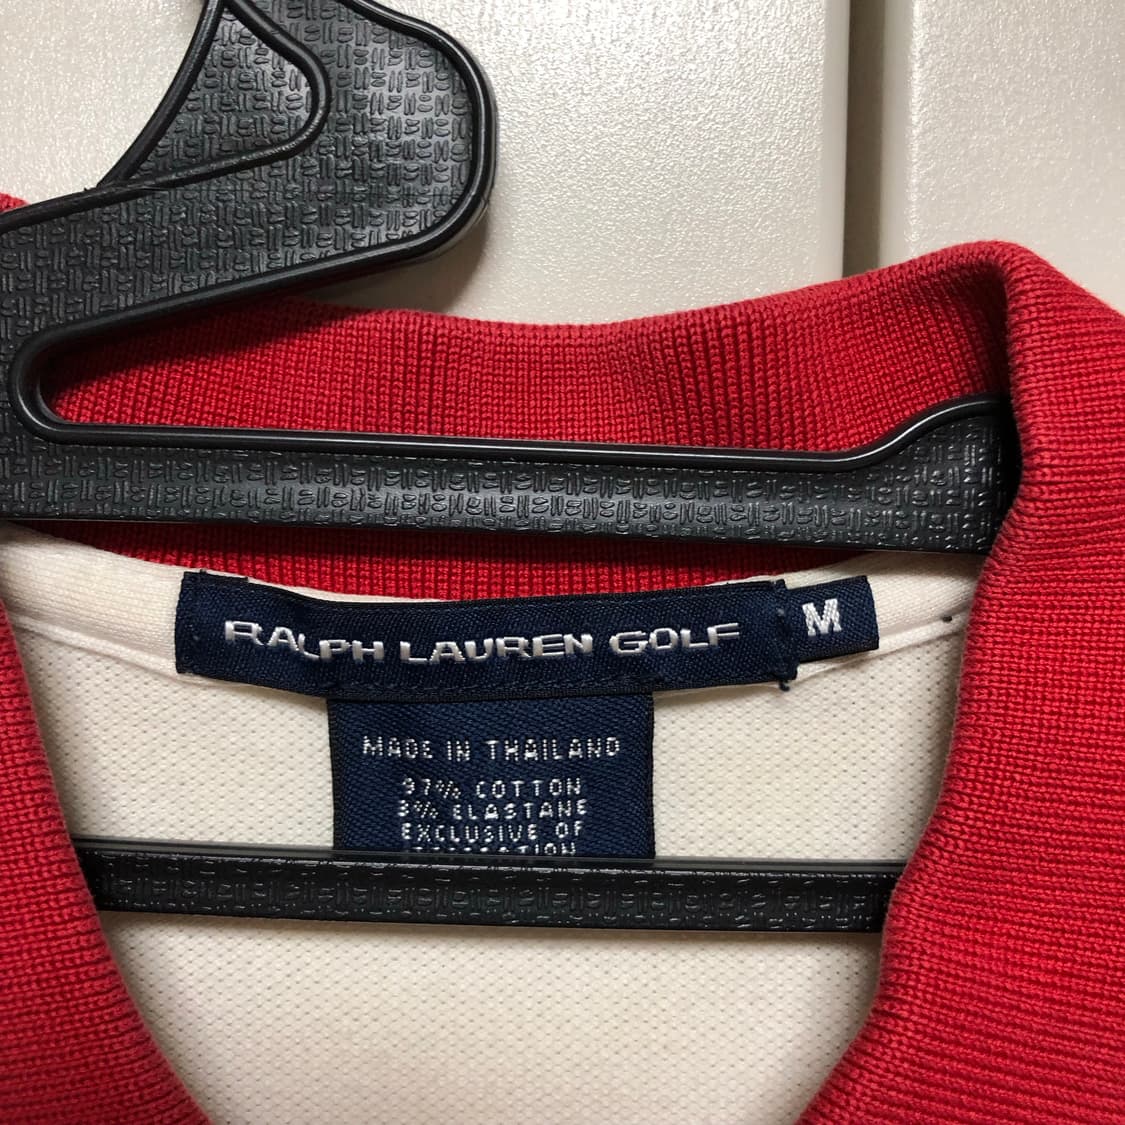 RALPH LAUREN GOLF
M
MADE IN THAILAND
97% COTTON
3% ELASTANE
EXCLUSIVE OF